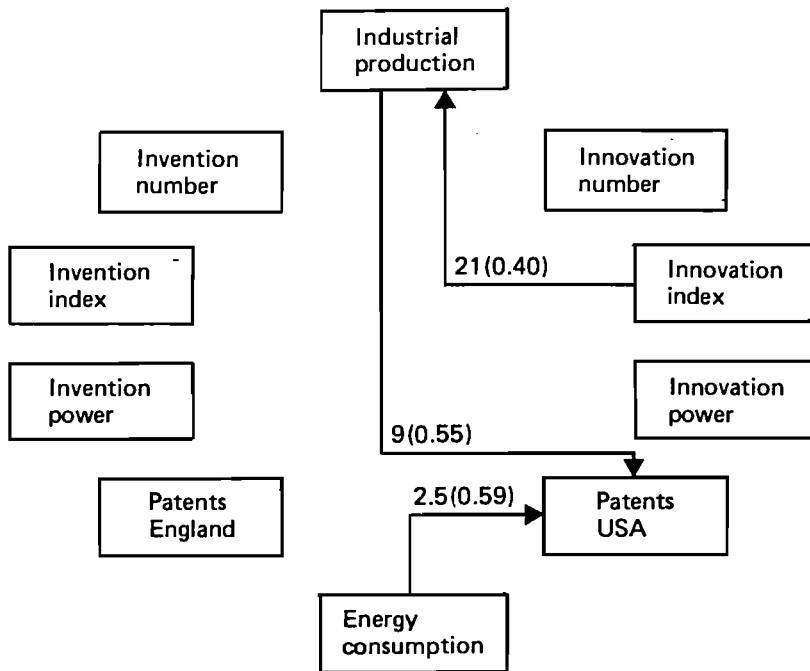 Industrial
production
Invention
number
Innovation
number
21(0.40)
Invention
index
Innovation
index
Invention
power
Innovation
power
9(0.55)
Patents
England
2.5(0.59)
Patents
USA
Energy
consumption